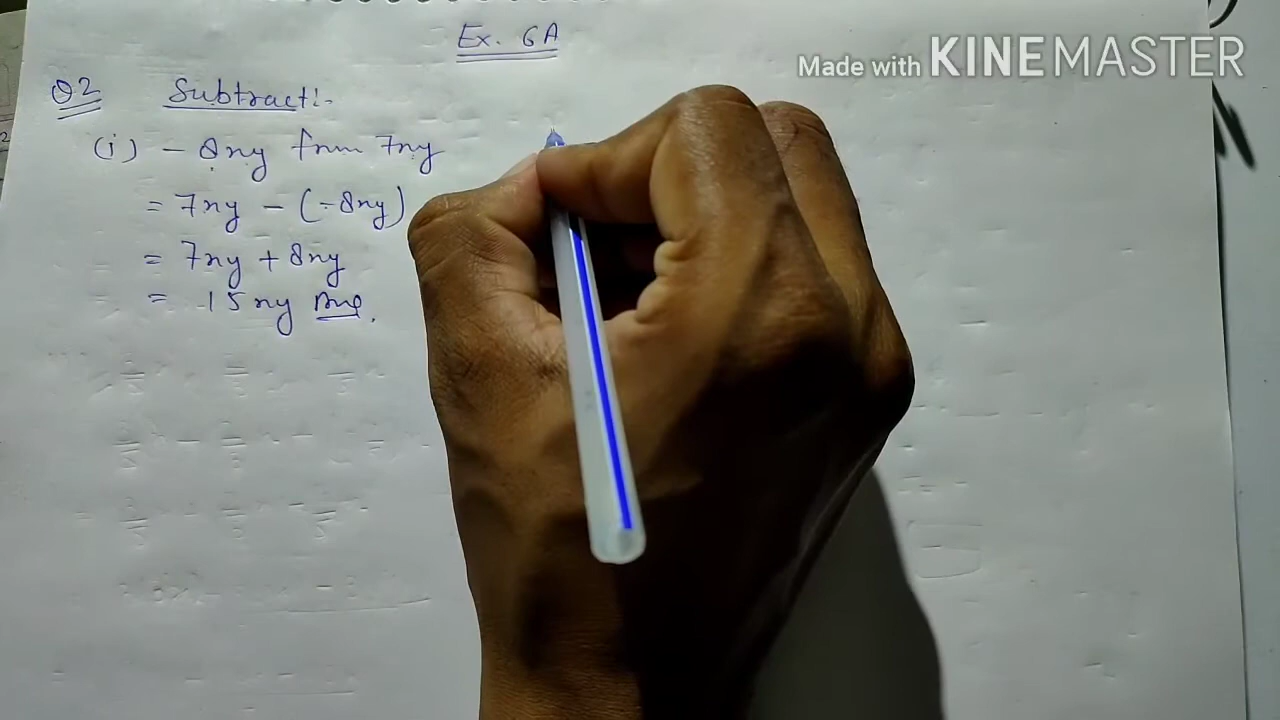 Ex. 6A
Made with KINEMASTER
Q2 Subtract:-
(i) - 8xy from 7xy
= 7xy - (-8xy)
= 7xy + 8xy
= 15xy Ans.